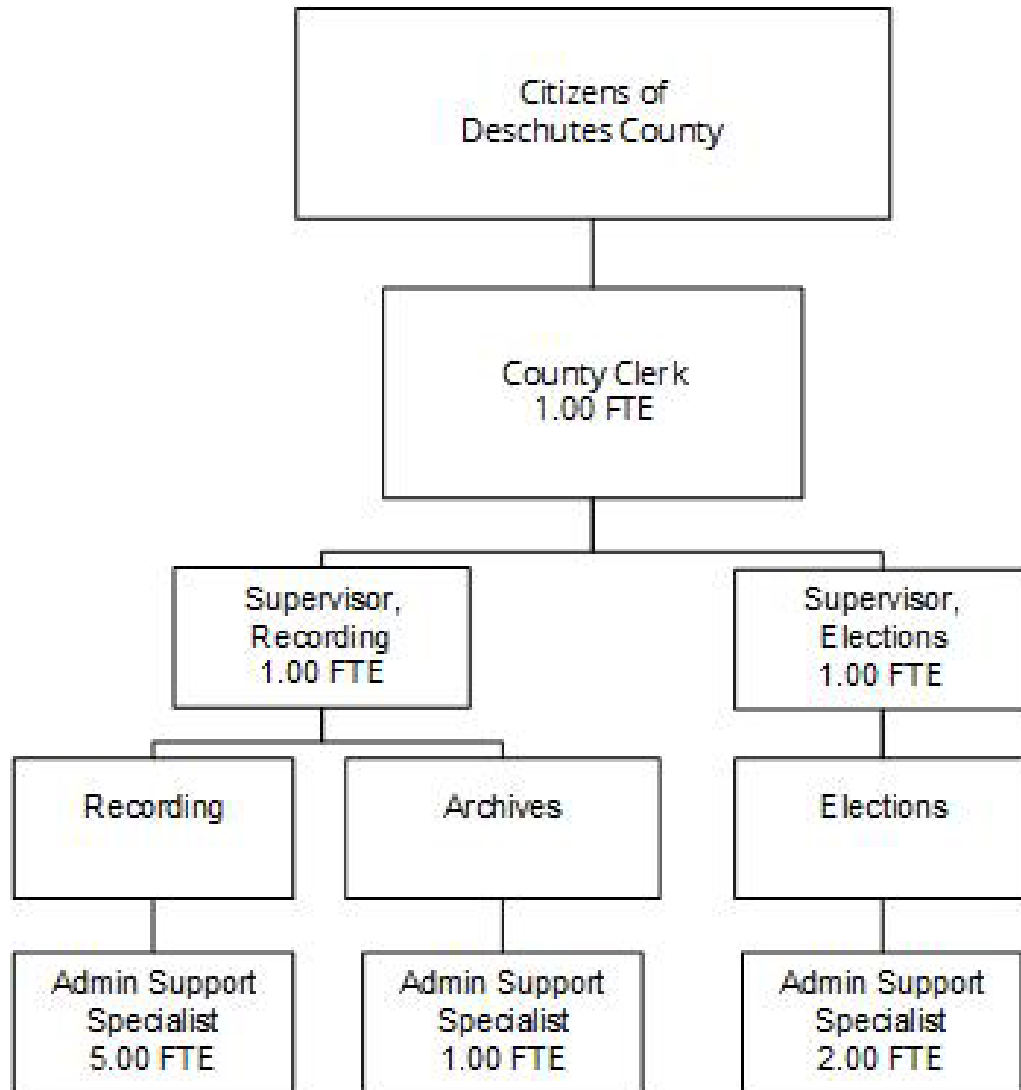 Citizens of
Deschutes County
County Clerk
1.00 FTE
Supervisor,
Recording
1.00 FTE
Supervisor,
Elections
1.00 FTE
Recording
Archives
Elections
Admin Support
Specialist
5.00 FTE
Admin Support
Specialist
1.00 FTE
Admin Support
Specialist
2.00 FTE